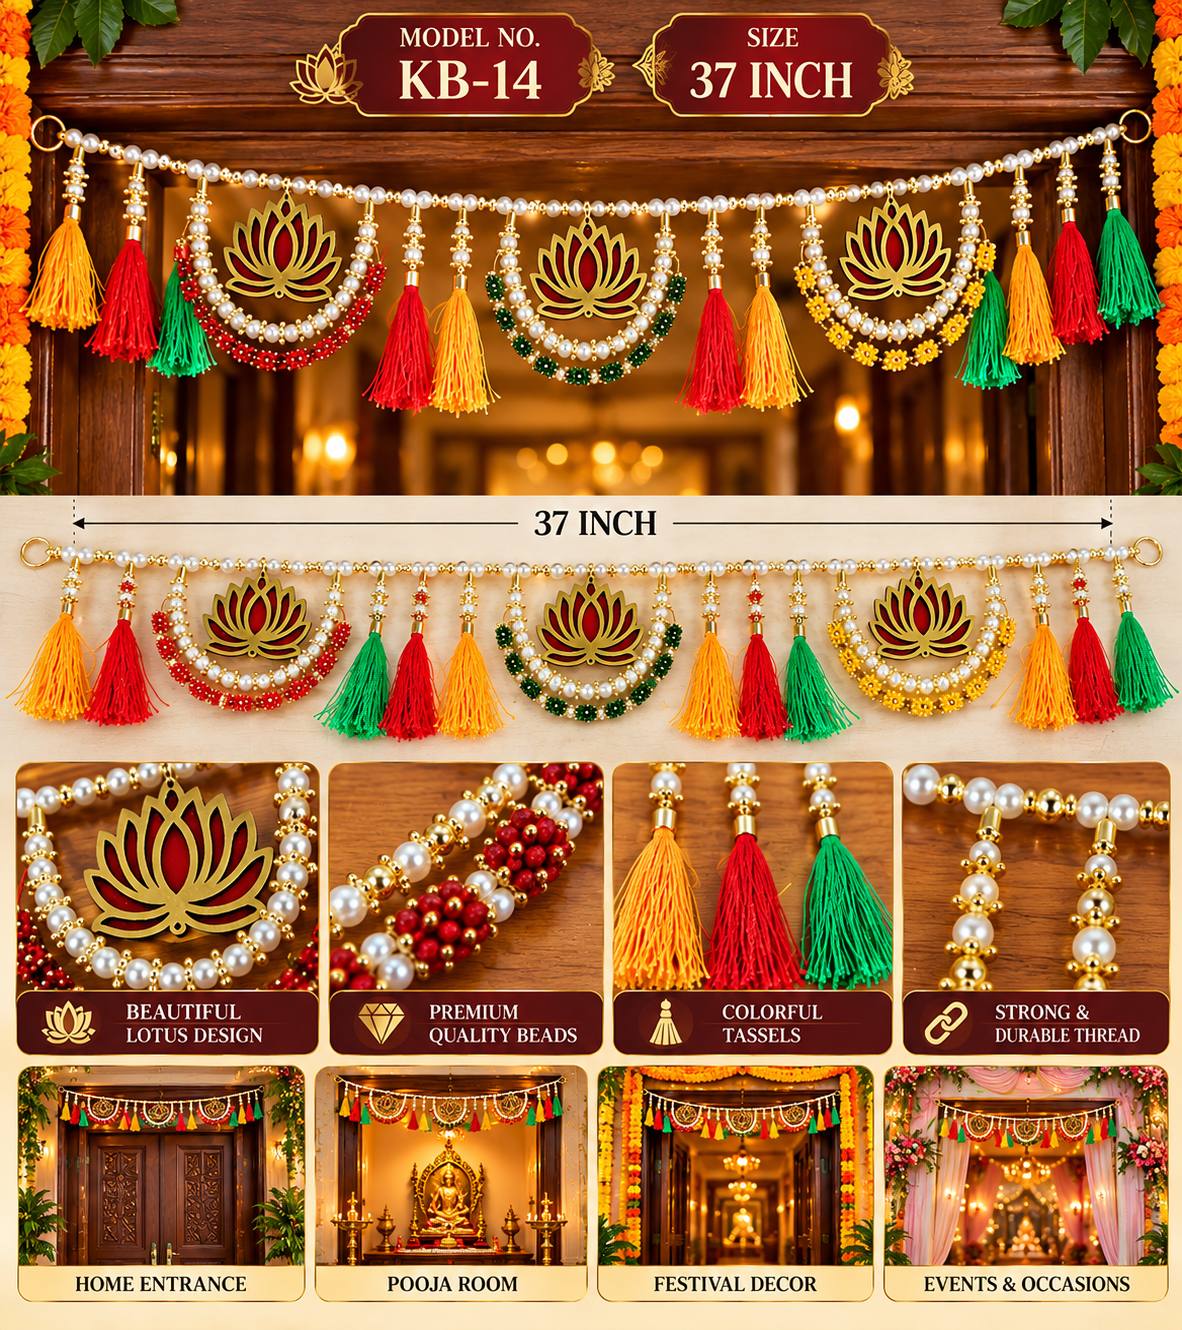 MODEL NO.
KB-14
SIZE
37 INCH
37 INCH
BEAUTIFUL
LOTUS DESIGN
PREMIUM
QUALITY BEADS
COLORFUL
TASSELS
STRONG &
DURABLE THREAD
HOME ENTRANCE
POOJA ROOM
FESTIVAL DECOR
EVENTS & OCCASIONS